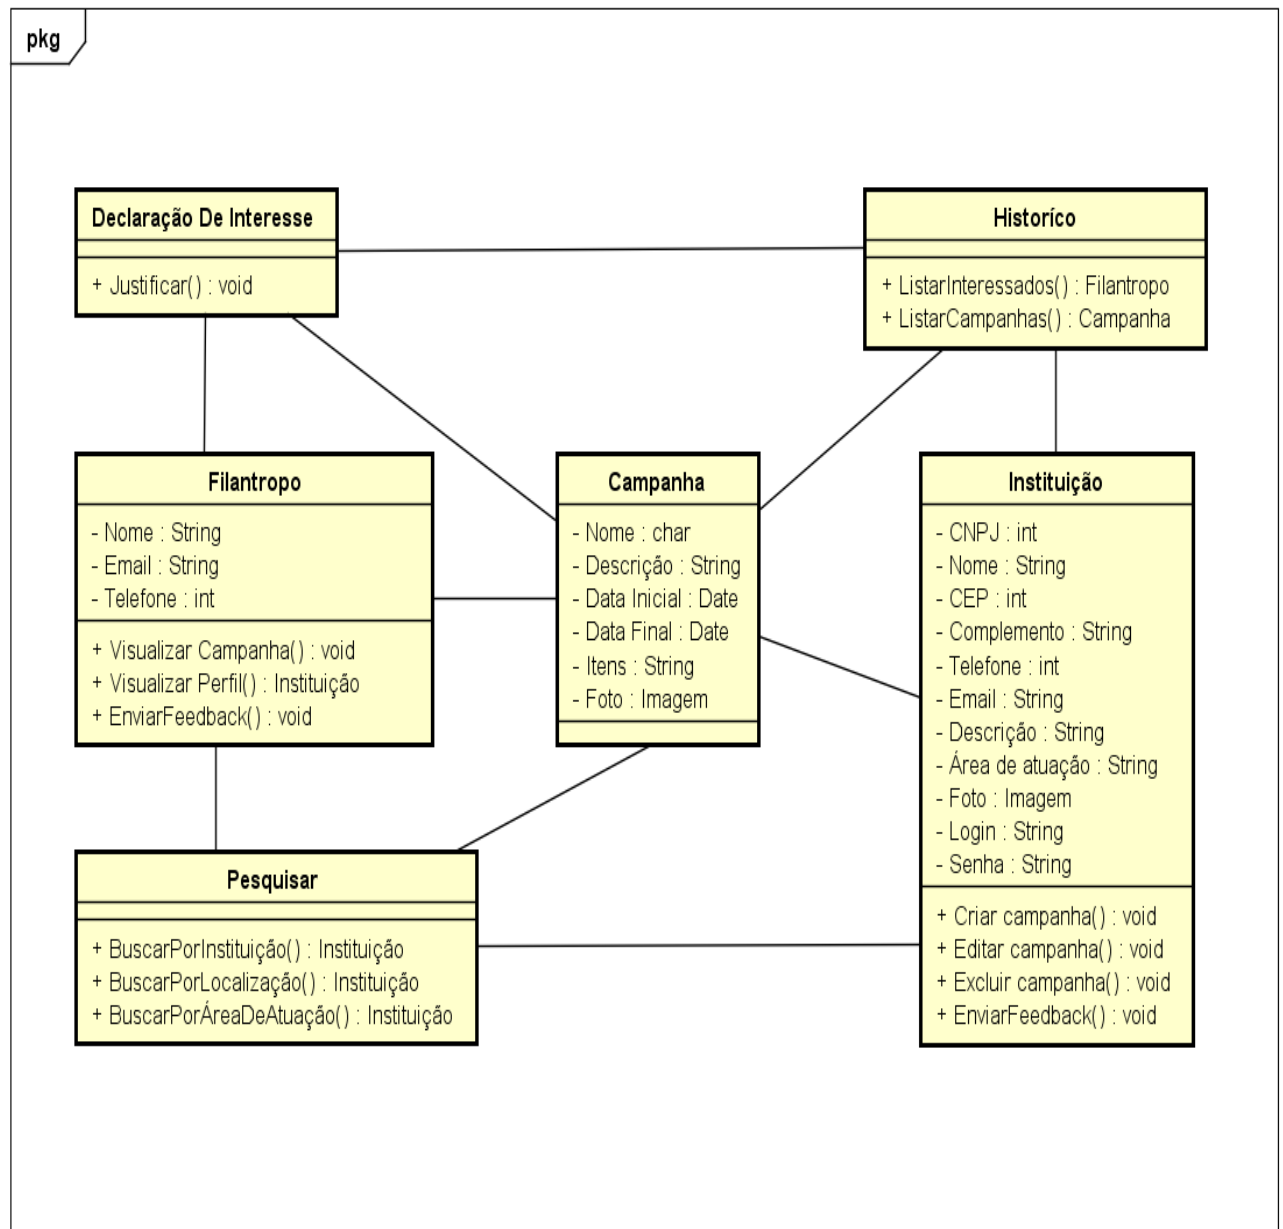 pkg
Declaração De Interesse
+ Justificar() : void
Historíco
+ ListarInteressados() : Filantropo
+ ListarCampanhas() : Campanha
Filantropo
- Nome : String
- Email : String
- Telefone : int
+ Visualizar Campanha() : void
+ Visualizar Perfil() : Instituição
+ EnviarFeedback() : void
Campanha
- Nome : char
- Descrição : String
- Data Inicial : Date
- Data Final : Date
- Itens : String
- Foto : Imagem
Instituição
- CNPJ : int
- Nome : String
- CEP : int
- Complemento : String
- Telefone : int
- Email : String
- Descrição : String
- Área de atuação : String
- Foto : Imagem
- Login : String
- Senha : String
+ Criar campanha() : void
+ Editar campanha() : void
+ Excluir campanha() : void
+ EnviarFeedback() : void
Pesquisar
+ BuscarPorInstituição() : Instituição
+ BuscarPorLocalização() : Instituição
+ BuscarPorÁreaDeAtuação() : Instituição